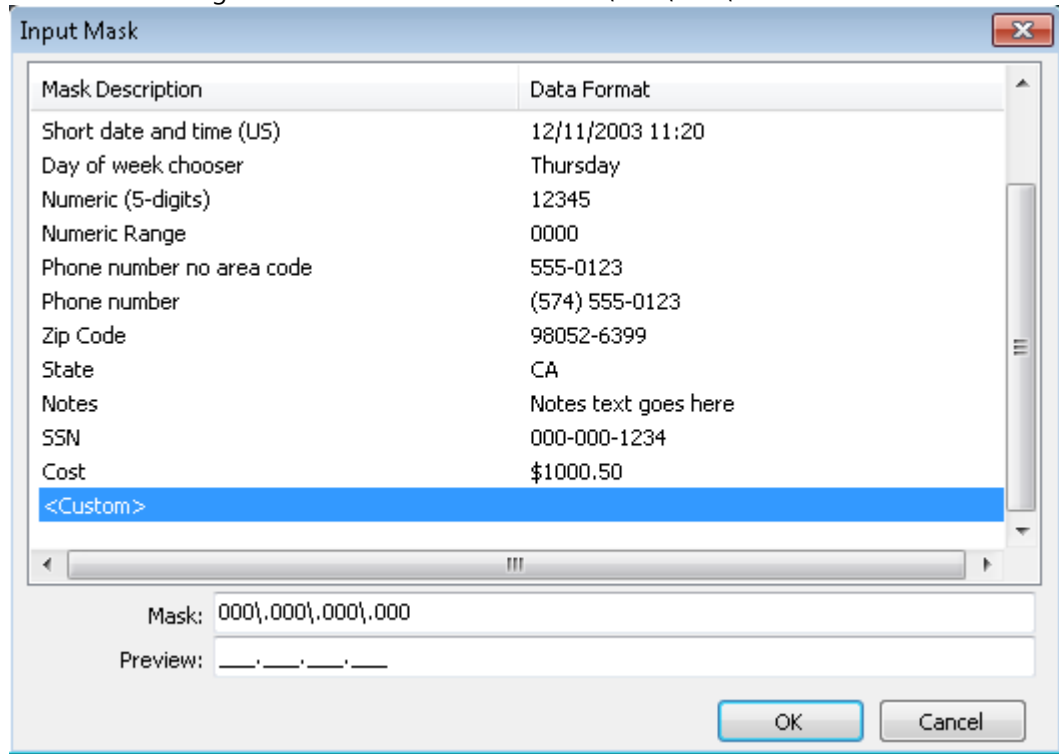 Input Mask
Mask Description Data Format
Short date and time (US) 12/11/2003 11:20
Day of week chooser Thursday
Numeric (5-digits) 12345
Numeric Range 0000
Phone number no area code 555-0123
Phone number (574) 555-0123
Zip Code 98052-6399
State CA
Notes Notes text goes here
SSN 000-000-1234
Cost $1000.50
<Custom>
Mask: 000\.000\.000\.000
Preview: ___.___.___.___
OK Cancel